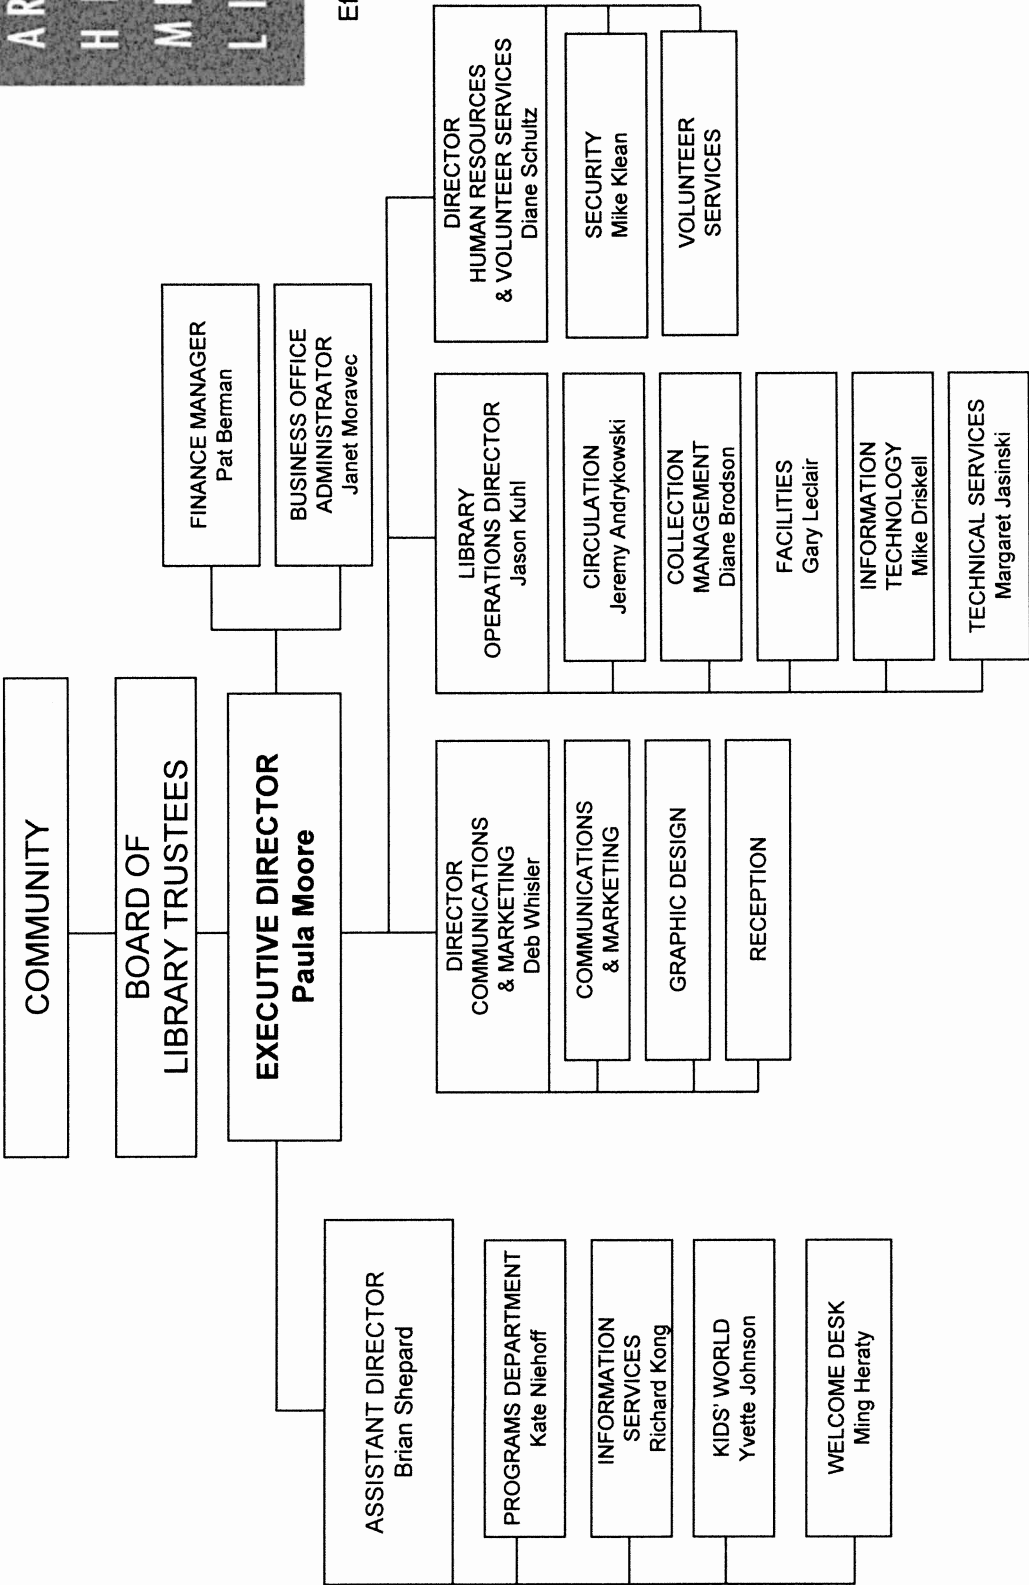 COMMUNITY
BOARD OF
LIBRARY TRUSTEES
EXECUTIVE DIRECTOR
Paula Moore
FINANCE MANAGER
Pat Berman
BUSINESS OFFICE
ADMINISTRATOR
Janet Moravec
ASSISTANT DIRECTOR
Brian Shepard
PROGRAMS DEPARTMENT
Kate Niehoff
INFORMATION
SERVICES
Richard Kong
KIDS' WORLD
Yvette Johnson
WELCOME DESK
Ming Heraty
DIRECTOR
COMMUNICATIONS
& MARKETING
Deb Whisler
COMMUNICATIONS
& MARKETING
GRAPHIC DESIGN
RECEPTION
LIBRARY
OPERATIONS DIRECTOR
Jason Kuhl
CIRCULATION
Jeremy Andrykowski
COLLECTION
MANAGEMENT
Diane Brodson
FACILITIES
Gary Leclair
INFORMATION
TECHNOLOGY
Mike Driskell
TECHNICAL SERVICES
Margaret Jasinski
DIRECTOR
HUMAN RESOURCES
& VOLUNTEER SERVICES
Diane Schultz
SECURITY
Mike Klean
VOLUNTEER
SERVICES